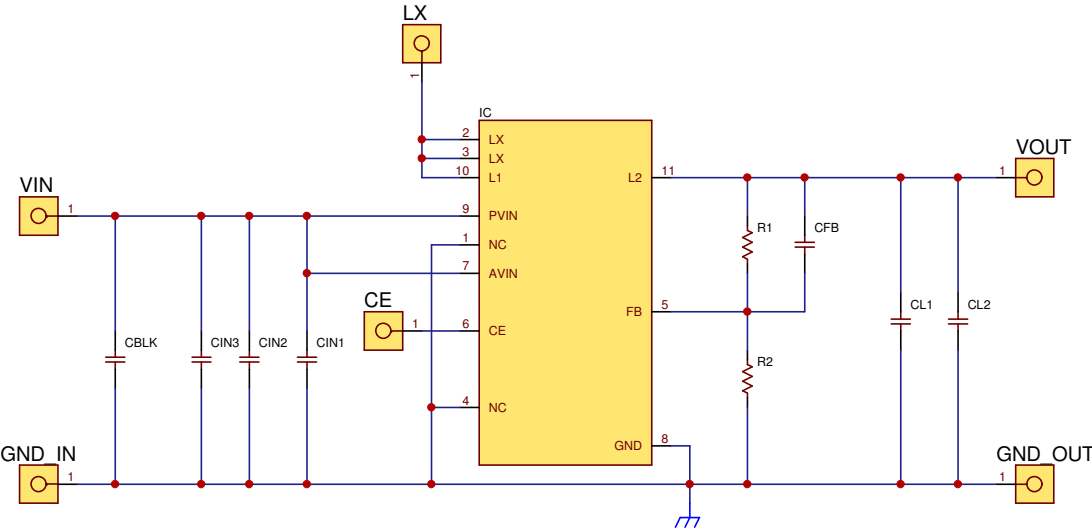 LX
1
IC
2 LX
3 LX
10 L1
L2 11
VOUT
1
VIN
1
9 PVIN
1 NC
7 AVIN
R1
CFB
CE
1
6 CE
FB 5
CL1
CL2
CBLK
CIN3
CIN2
CIN1
R2
4 NC
GND 8
GND_IN
1
GND_OUT
1